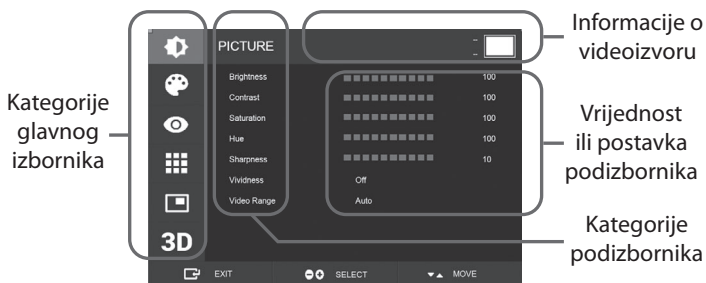 Informacije o
videoizvoru
PICTURE
Brightness 100
Contrast 100
Saturation 100
Hue 100
Sharpness 10
Vividness Off
Video Range Auto
3D
EXIT SELECT MOVE
Kategorije
glavnog
izbornika
Vrijednost
ili postavka
podizbornika
Kategorije
podizbornika